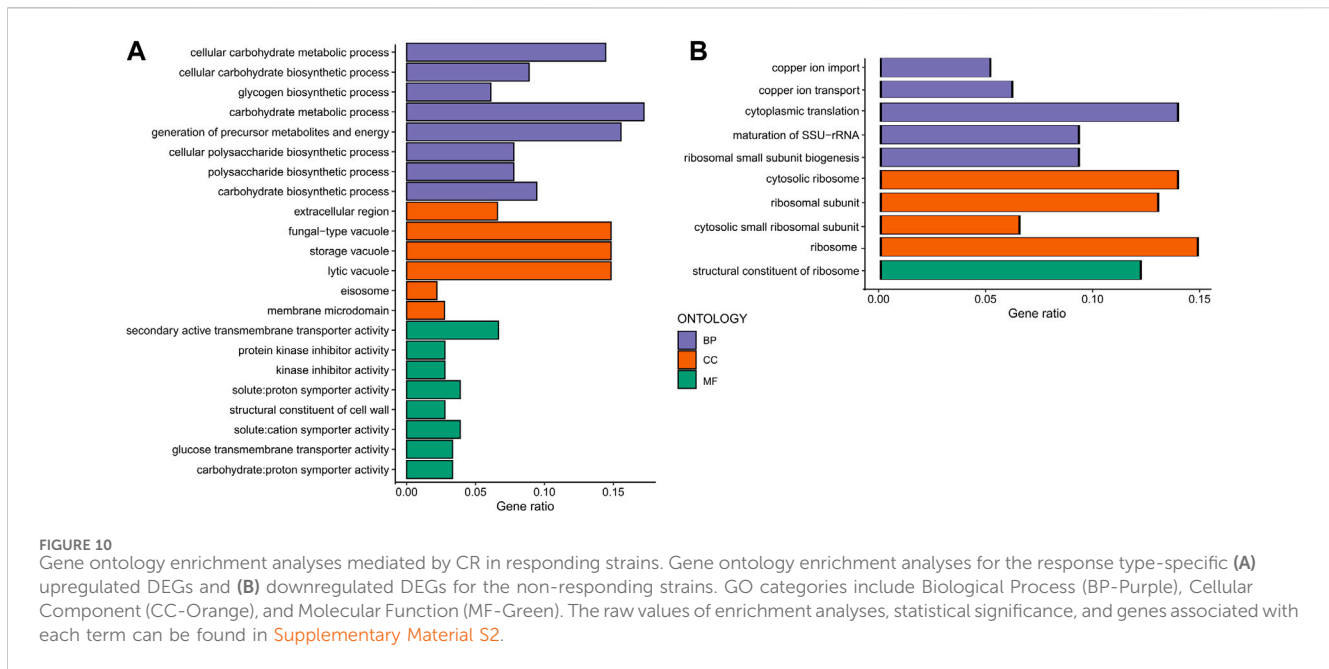 A
cellular carbohydrate metabolic process
cellular carbohydrate biosynthetic process
glycogen biosynthetic process
carbohydrate metabolic process
generation of precursor metabolites and energy
cellular polysaccharide biosynthetic process
polysaccharide biosynthetic process
carbohydrate biosynthetic process
extracellular region
fungal-type vacuole
storage vacuole
lytic vacuole
eisosome
membrane microdomain
secondary active transmembrane transporter activity
protein kinase inhibitor activity
kinase inhibitor activity
solute:proton symporter activity
structural constituent of cell wall
solute:cation symporter activity
glucose transmembrane transporter activity
carbohydrate:proton symporter activity
0.00 0.05 0.10 0.15
Gene ratio
B
copper ion import
copper ion transport
cytoplasmic translation
maturation of SSU-rRNA
ribosomal small subunit biogenesis
cytosolic ribosome
ribosomal subunit
cytosolic small ribosomal subunit
ribosome
structural constituent of ribosome
0.00 0.05 0.10 0.15
Gene ratio
ONTOLOGY
BP
CC
MF
FIGURE 10
Gene ontology enrichment analyses mediated by CR in responding strains. Gene ontology enrichment analyses for the response type-specific (A)
upregulated DEGs and (B) downregulated DEGs for the non-responding strains. GO categories include Biological Process (BP-Purple), Cellular
Component (CC-Orange), and Molecular Function (MF-Green). The raw values of enrichment analyses, statistical significance, and genes associated with
each term can be found in Supplementary Material S2.